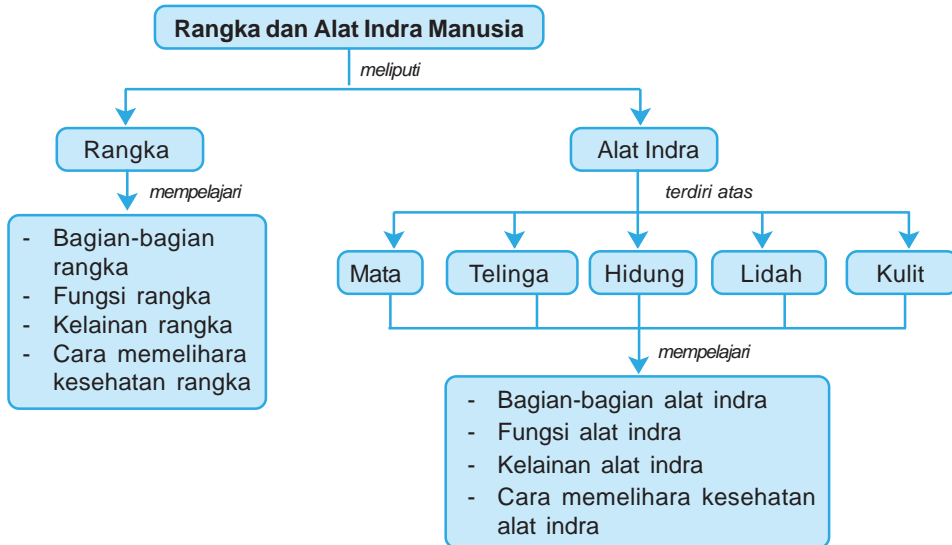 Rangka dan Alat Indra Manusia
meliputi
Rangka
Alat Indra
mempelajari
terdiri atas
- Bagian-bagian
rangka
- Fungsi rangka
- Kelainan rangka
- Cara memelihara
kesehatan rangka
Mata
Telinga
Hidung
Lidah
Kulit
mempelajari
- Bagian-bagian alat indra
- Fungsi alat indra
- Kelainan alat indra
- Cara memelihara kesehatan
alat indra